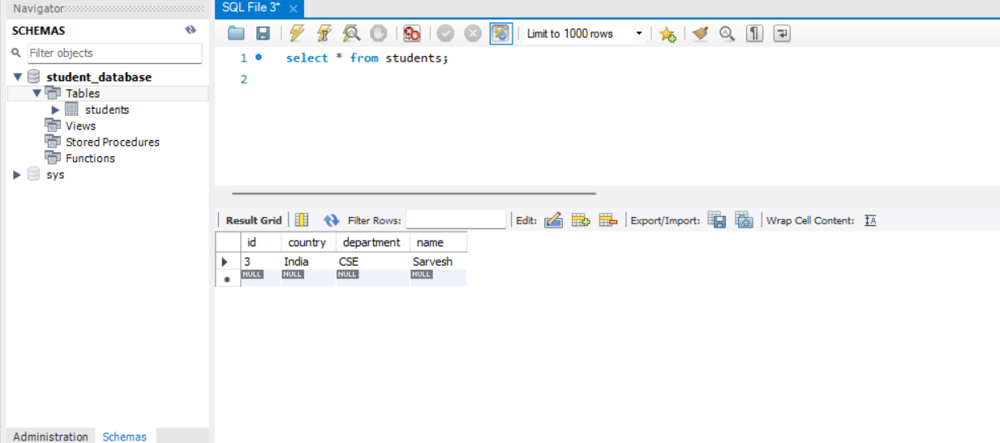 Navigator
SQL File 3*
SCHEMAS
Limit to 1000 rows
Filter objects
1 select * from students;
student_database
2
Tables
students
Views
Stored Procedures
Functions
sys
Result Grid Filter Rows: Edit: Export/Import: Wrap Cell Content:
id country department name
3 India CSE Sarvesh
NULL NULL NULL NULL
Administration Schemas